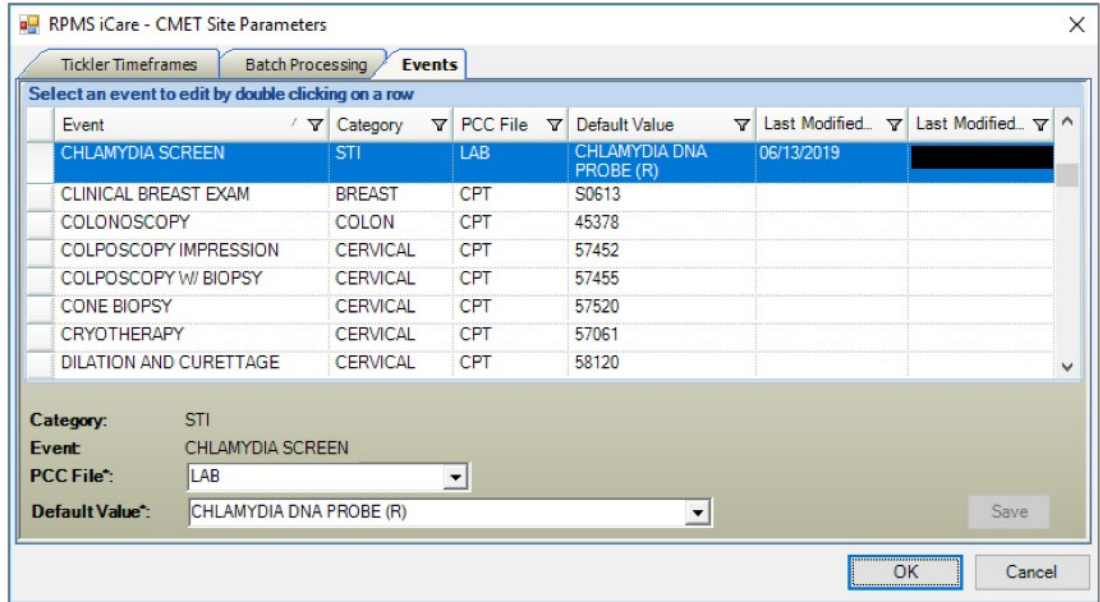 RPMS iCare - CMET Site Parameters
Tickler Timeframes Batch Processing Events
Select an event to edit by double clicking on a row
Event Category PCC File Default Value Last Modified... Last Modified...
CHLAMYDIA SCREEN STI LAB CHLAMYDIA DNA 06/13/2019
PROBE (R)
CLINICAL BREAST EXAM BREAST CPT S0613
COLONOSCOPY COLON CPT 45378
COLPOSCOPY IMPRESSION CERVICAL CPT 57452
COLPOSCOPY W/ BIOPSY CERVICAL CPT 57455
CONE BIOPSY CERVICAL CPT 57520
CRYOTHERAPY CERVICAL CPT 57061
DILATION AND CURETTAGE CERVICAL CPT 58120
Category: STI
Event: CHLAMYDIA SCREEN
PCC File*: LAB
Default Value*: CHLAMYDIA DNA PROBE (R)
Save
OK Cancel